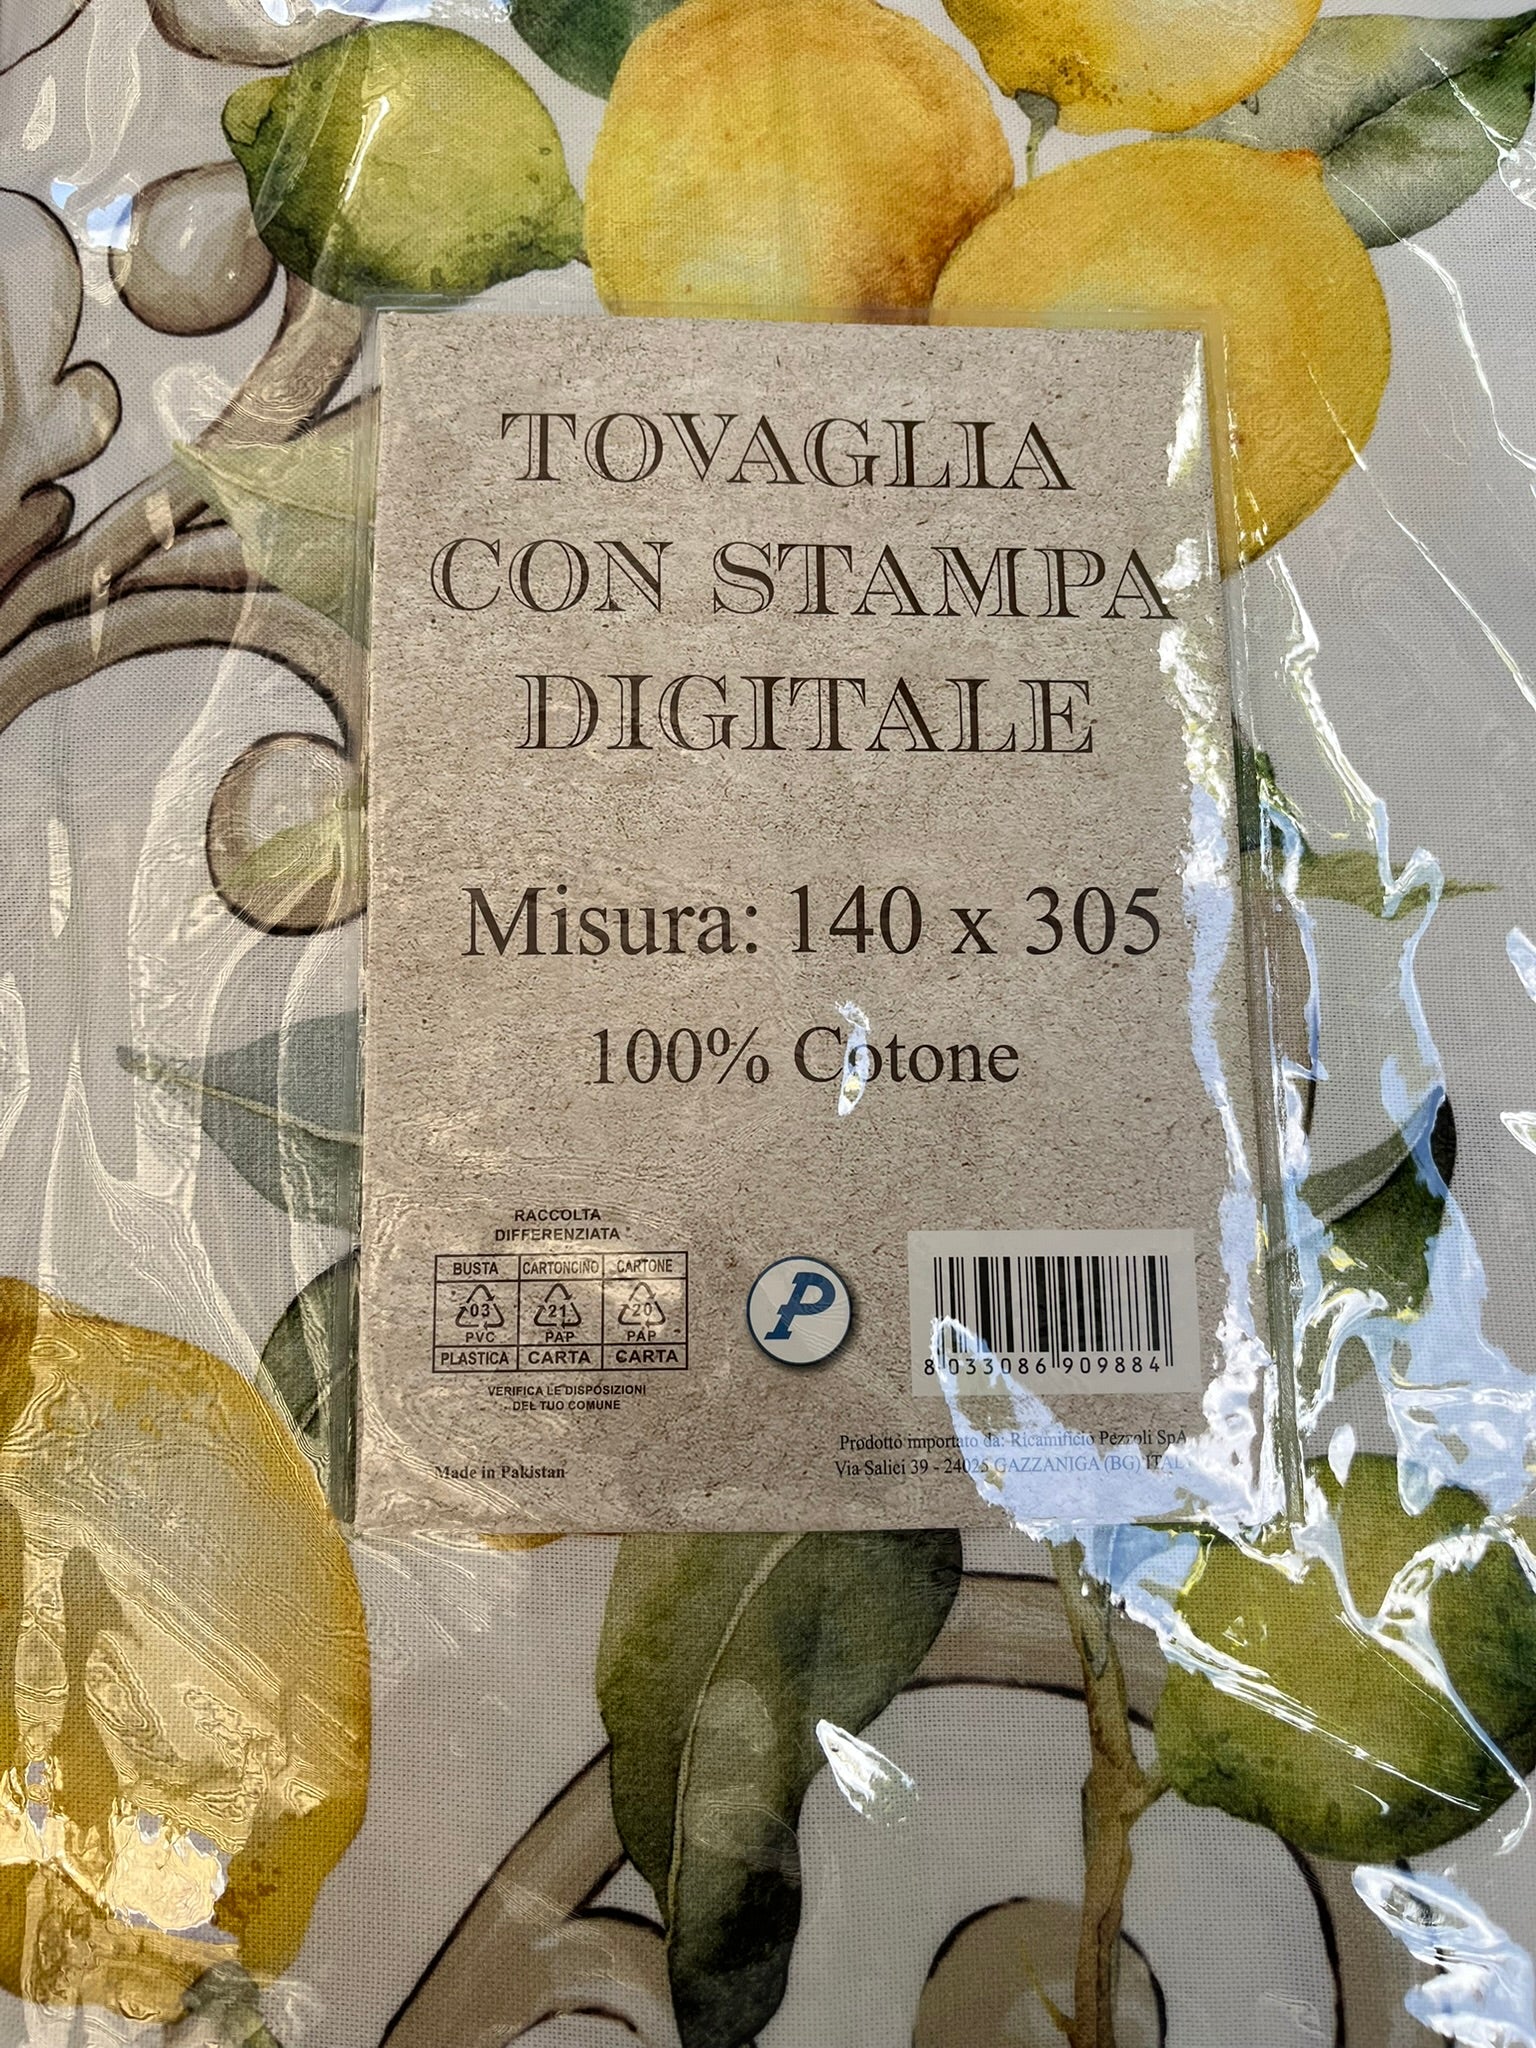 TOVAGLIA
CON STAMPA
DIGITALE
Misura: 140 x 305
100% Cotone
RACCOLTA
DIFFERENZIATA
BUSTA CARTONCINO CARTONE
03 21 20
PVC PAP PAP
PLASTICA CARTA CARTA
VERIFICA LE DISPOSIZIONI
DEL TUO COMUNE
Made in Pakistan
P
8 033086 909884
Prodotto importato da: Ricamificio Pezzoli SpA
Via Salici 39 - 24025 GAZZANIGA (BG) ITALY